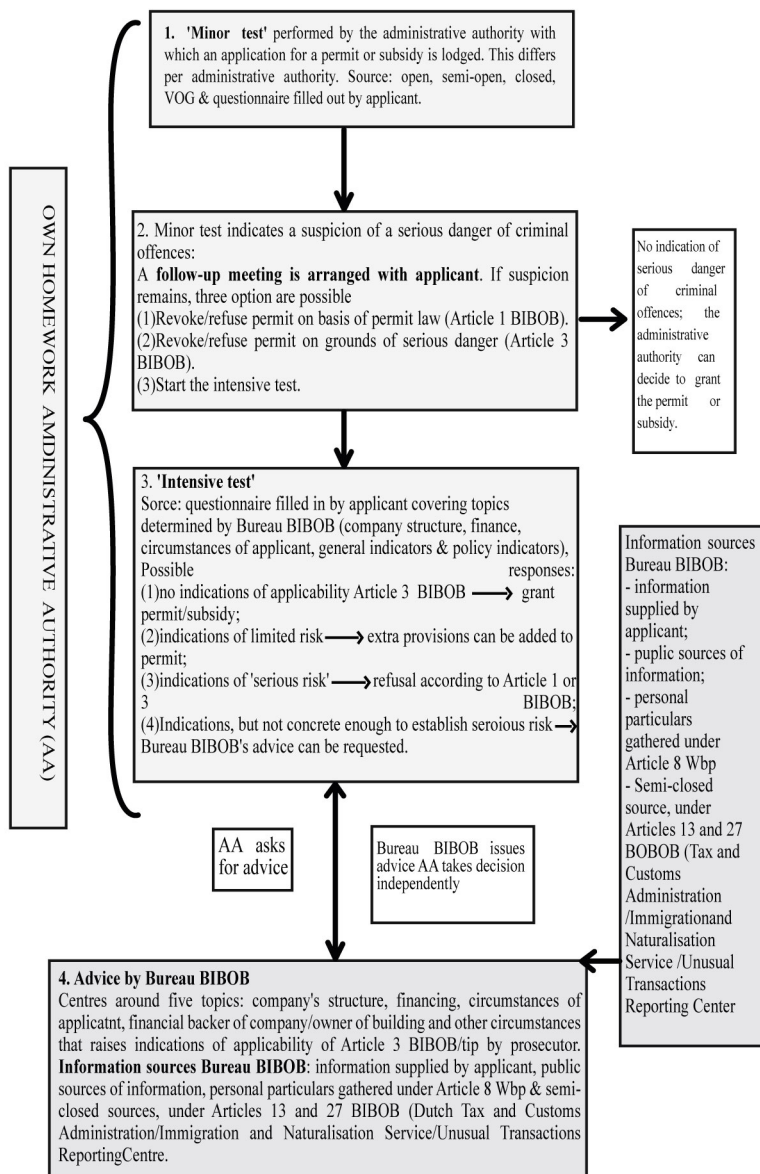 1. 'Minor test' performed by the administrative authority with
which an application for a permit or subsidy is lodged. This differs
per administrative authority. Source: open, semi-open, closed,
VOG & questionnaire filled out by applicant.
OWN HOMEWORK AMDINISTRATIVE AUTHORITY (AA)
2. Minor test indicates a suspicion of a serious danger of criminal
offences:
A follow-up meeting is arranged with applicant. If suspicion
remains, three option are possible
(1)Revoke/refuse permit on basis of permit law (Article 1 BIBOB).
(2)Revoke/refuse permit on grounds of serious danger (Article 3
BIBOB).
(3)Start the intensive test.
No indication of
serious danger
of criminal
offences; the
administrative
authority can
decide to grant
the permit or
subsidy.
3. 'Intensive test'
Sorce: questionnaire filled in by applicant covering topics
determined by Bureau BIBOB (company structure, finance,
circumstances of applicant, general indicators & policy indicators),
Possible responses:
(1)no indications of applicability Article 3 BIBOB → grant
permit/subsidy;
(2)indications of limited risk → extra provisions can be added to
permit;
(3)indications of 'serious risk' → refusal according to Article 1 or
3 BIBOB;
(4)Indications, but not concrete enough to establish seroious risk →
Bureau BIBOB's advice can be requested.
Information sources
Bureau BIBOB:
- information
supplied by
applicant;
- pupblic sources of
information;
- personal
particulars
gathered under
Article 8 Wbp
- Semi-closed
source, under
Articles 13 and 27
BOBOB (Tax and
Customs
Administration
/Immigrationand
Naturalisation
Service /Unusual
Transactions
Reporting Center
AA asks
for advice
Bureau BIBOB issues
advice AA takes decision
independently
4. Advice by Bureau BIBOB
Centres around five topics: company's structure, financing, circumstances of
applicatnt, financial backer of company/owner of building and other circumstances
that raises indications of applicability of Article 3 BIBOB/tip by prosecutor.
Information sources Bureau BIBOB: information supplied by applicant, public
sources of information, personal particulars gathered under Article 8 Wbp & semi-
closed sources, under Articles 13 and 27 BIBOB (Dutch Tax and Customs
Administration/Immigration and Naturalisation Service/Unusual Transactions
ReportingCentre.